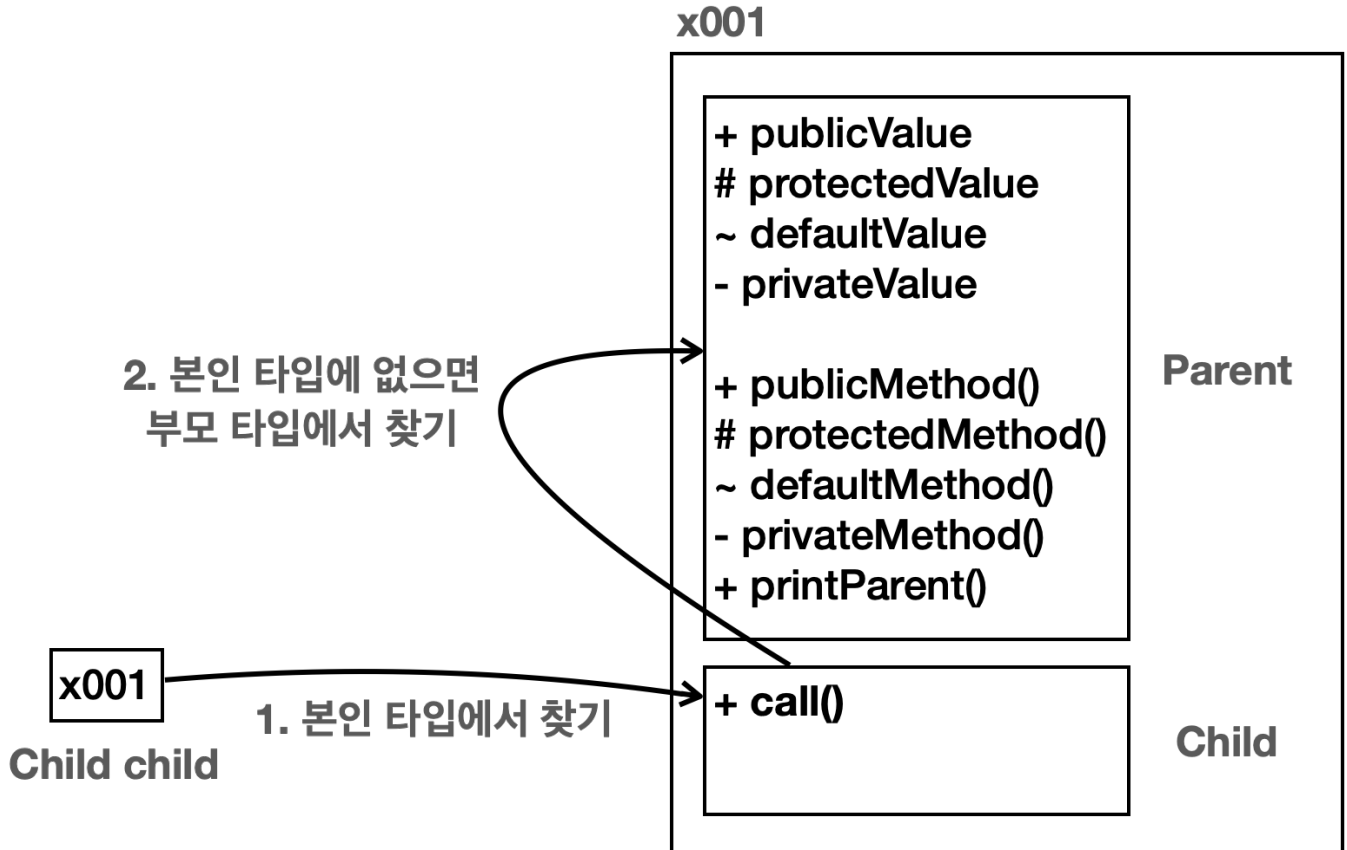 x001
+ publicValue
# protectedValue
~ defaultValue
- privateValue
+ publicMethod()
# protectedMethod()
~ defaultMethod()
- privateMethod()
+ printParent()
Parent
2. 본인 타입에 없으면
부모 타입에서 찾기
x001
Child child
1. 본인 타입에서 찾기
+ call()
Child